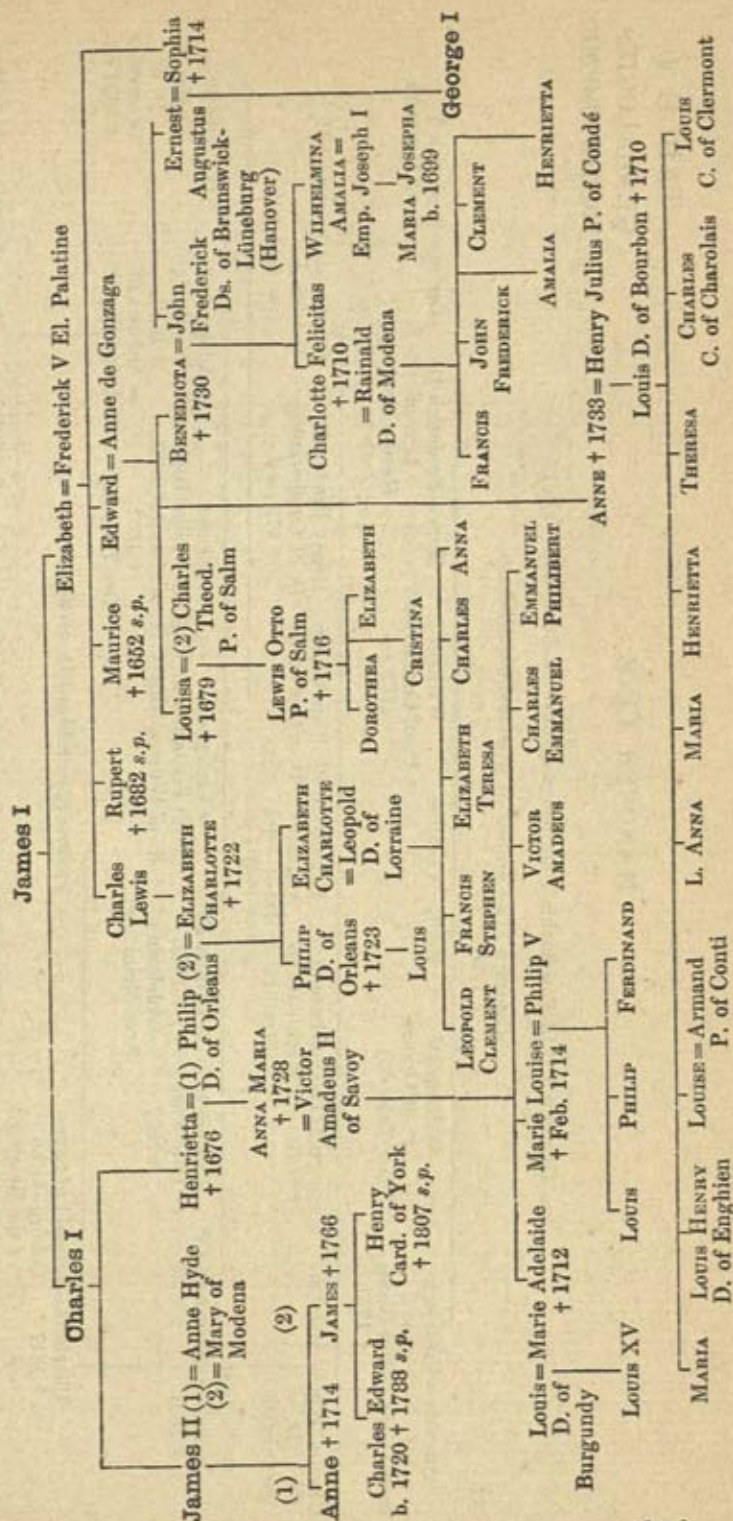 James I
Charles I
Elizabeth = Frederick V El. Palatine
James II (1) = Anne Hyde
(2) = Mary of
Modena
Henrietta = (1) Philip (2) = ELIZABETH
† 1676
D. of Orleans
CHARLOTTE
† 1722
Charles
Lewis
Rupert
† 1682 s.p.
Maurice
† 1652 s.p.
Edward = Anne de Gonzaga
Ernest = Sophia
Augustus
† 1714
BENEDICTA = John
† 1730
Frederick
Ds. of Brunswick-
Lüneburg
(Hanover)
George I
Louisa = (2) Charles
† 1679
Theod.
P. of Salm
(1)
(2)
Anne † 1714
JAMES † 1766
ANNA MARIA
† 1728
= Victor
Amadeus II
of Savoy
PHILIP
D. of
Orleans
† 1723
ELIZABETH
CHARLOTTE
= Leopold
D. of
Lorraine
LOUIS
LEWIS OTTO
P. of Salm
† 1716
Charlotte Felicitas
† 1710
= Rainald
D. of Modena
WILHELMINA
AMALIA =
Emp. Joseph I
MARIA JOSEPHA
b. 1699
Charles Edward
b. 1720 † 1788 s.p.
Henry
Card. of York
† 1807 s.p.
DOROTHEA
ELIZABETH
CRISTINA
FRANCIS
JOHN
FREDERICK
CLEMENT
AMALIA
HENRIETTA
LEOPOLD
CLEMENT
FRANCIS
STEPHEN
ELIZABETH
TERESA
CHARLES
ANNA
Louis = Marie Adelaide
D. of
Burgundy
† 1712
Marie Louise = Philip V
† Feb. 1714
VICTOR
AMADEUS
CHARLES
EMMANUEL
EMMANUEL
PHILIBERT
ANNE † 1733 = Henry Julius P. of Condé
LOUIS XV
LOUIS
PHILIP
FERDINAND
Louis D. of Bourbon † 1710
MARIA
LOUIS HENRY
D. of Enghien
LOUISE = Armand
P. of Conti
L. ANNA
MARIA
HENRIETTA
THERESA
CHARLES
C. of Charolais
LOUIS
C. of Clermont